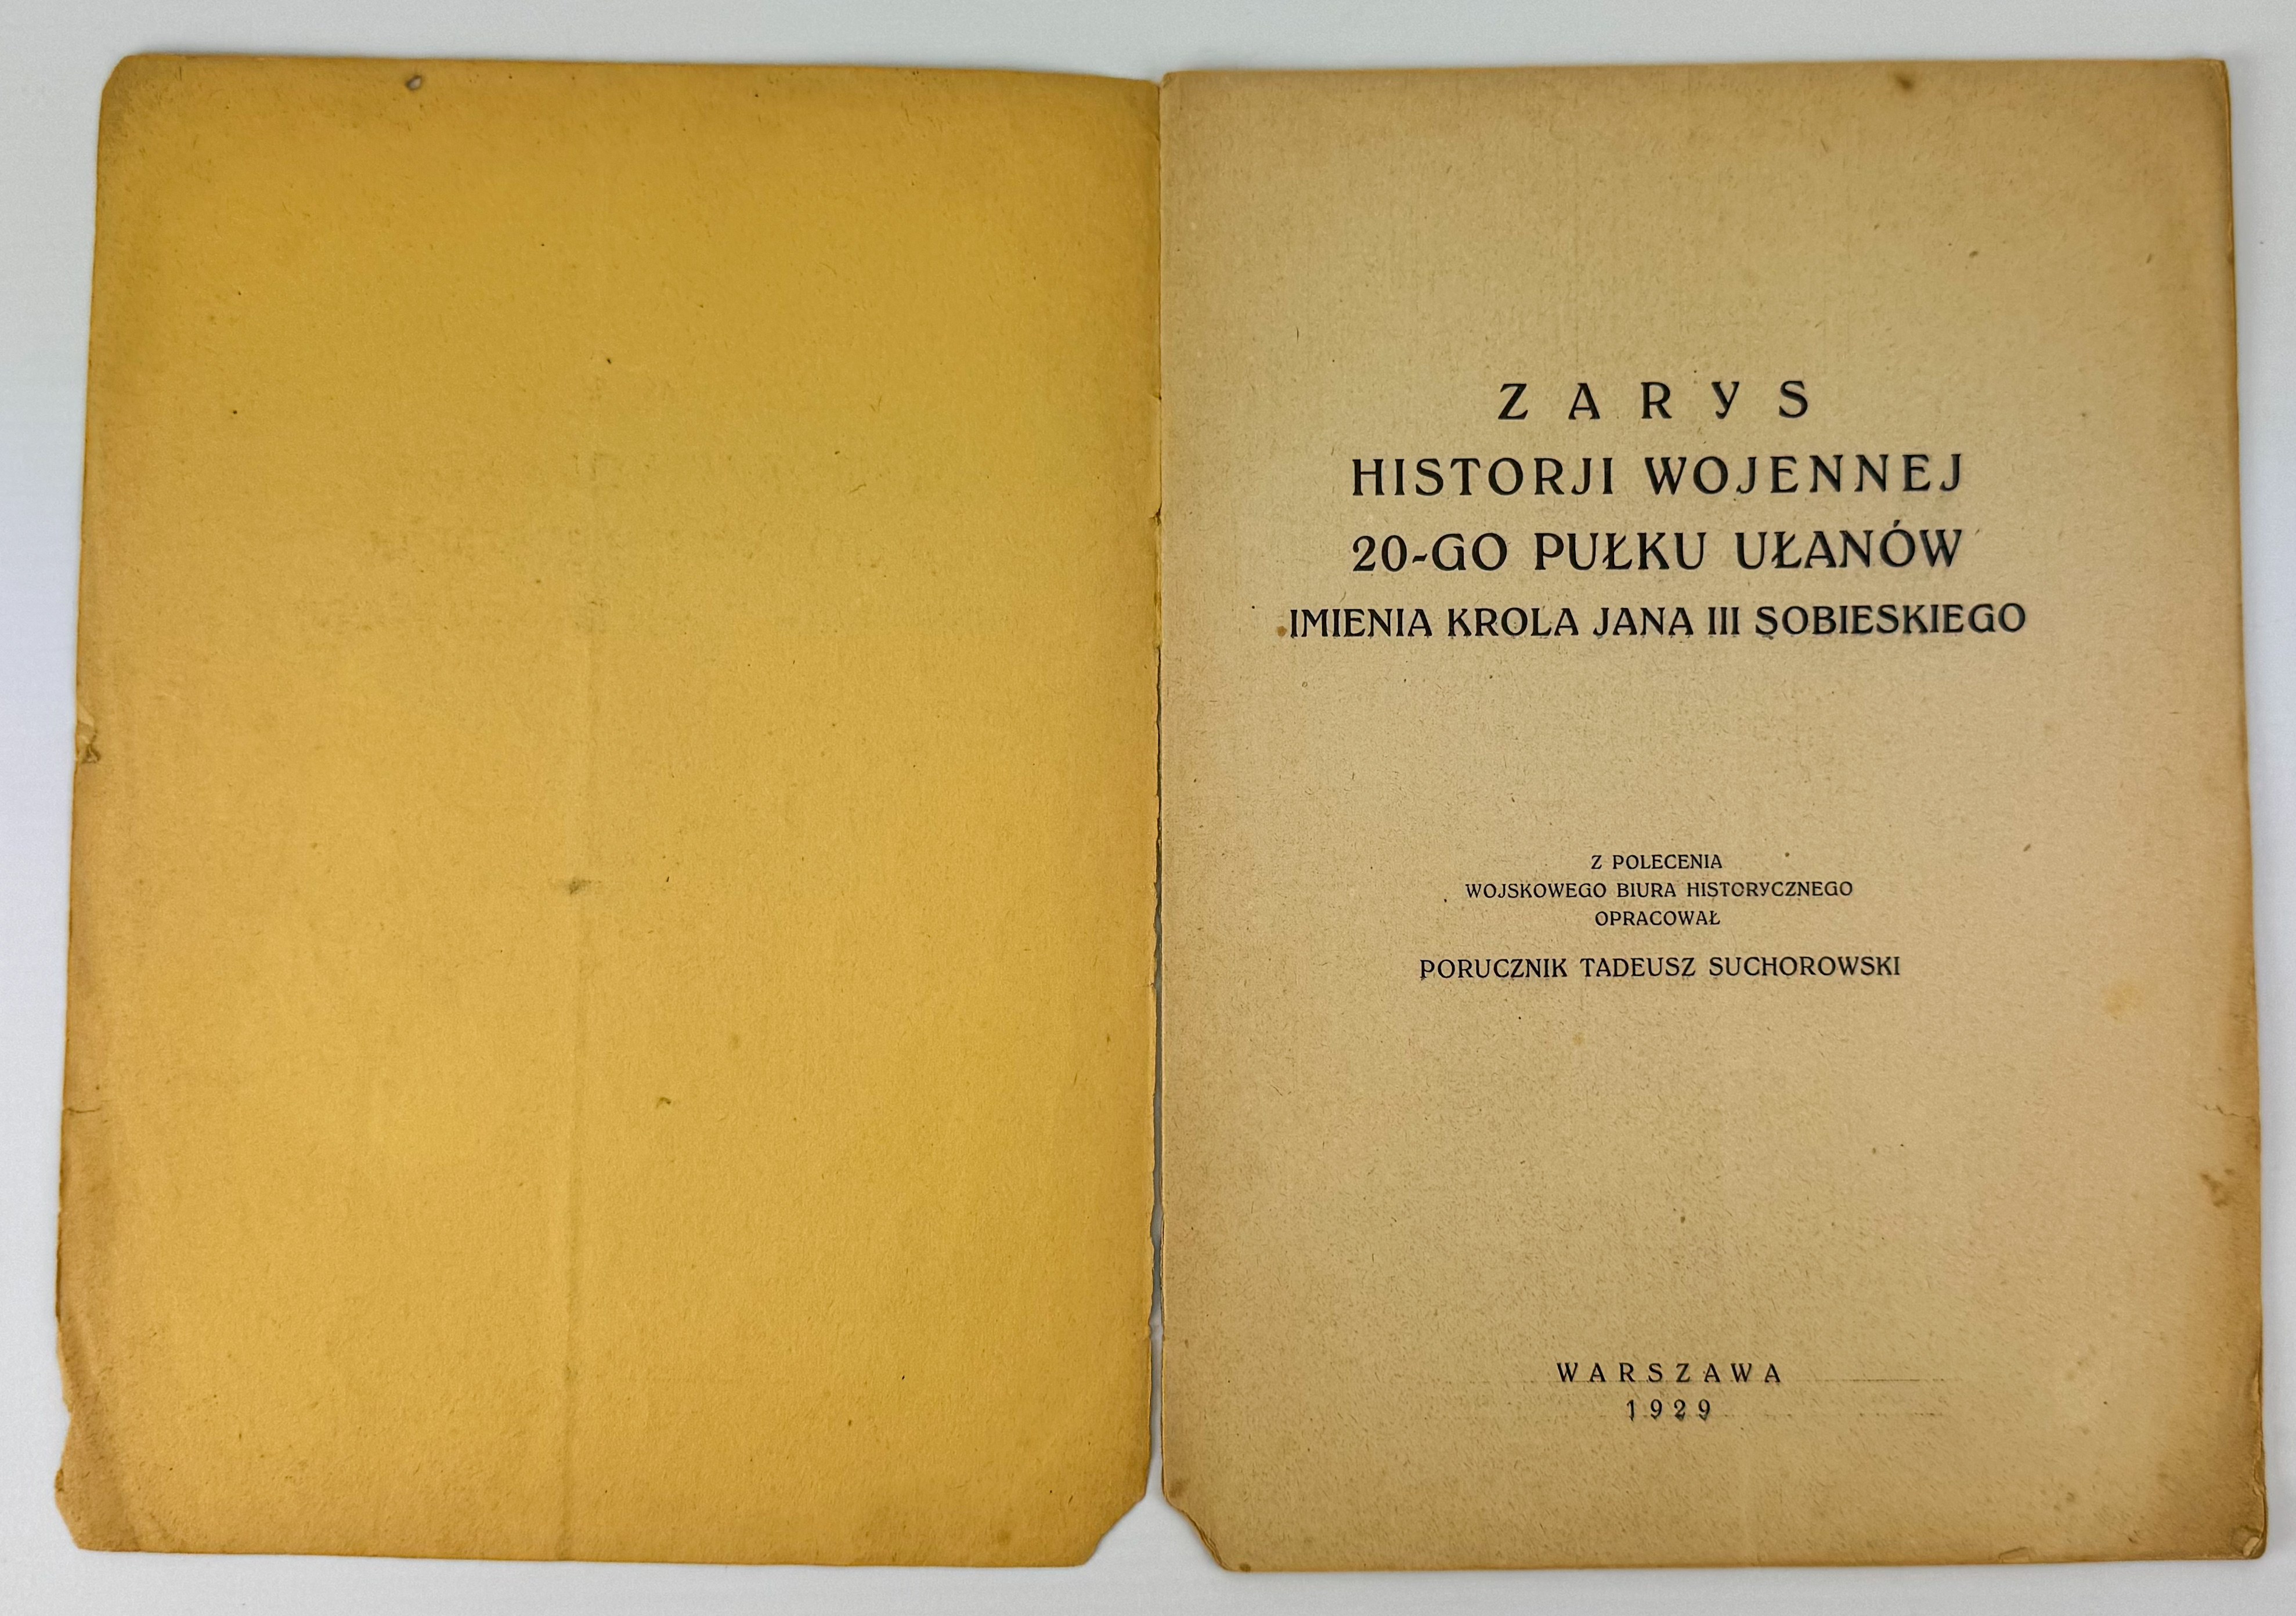 ZARYS
HISTORJI WOJENNEJ
20-GO PUŁKU UŁANÓW
IMIENIA KROLA JANA III SOBIESKIEGO
Z POLECENIA
WOJSKOWEGO BIURA HISTORYCZNEGO
OPRACOWAŁ
PORUCZNIK TADEUSZ SUCHOROWSKI
WARSZAWA
1929